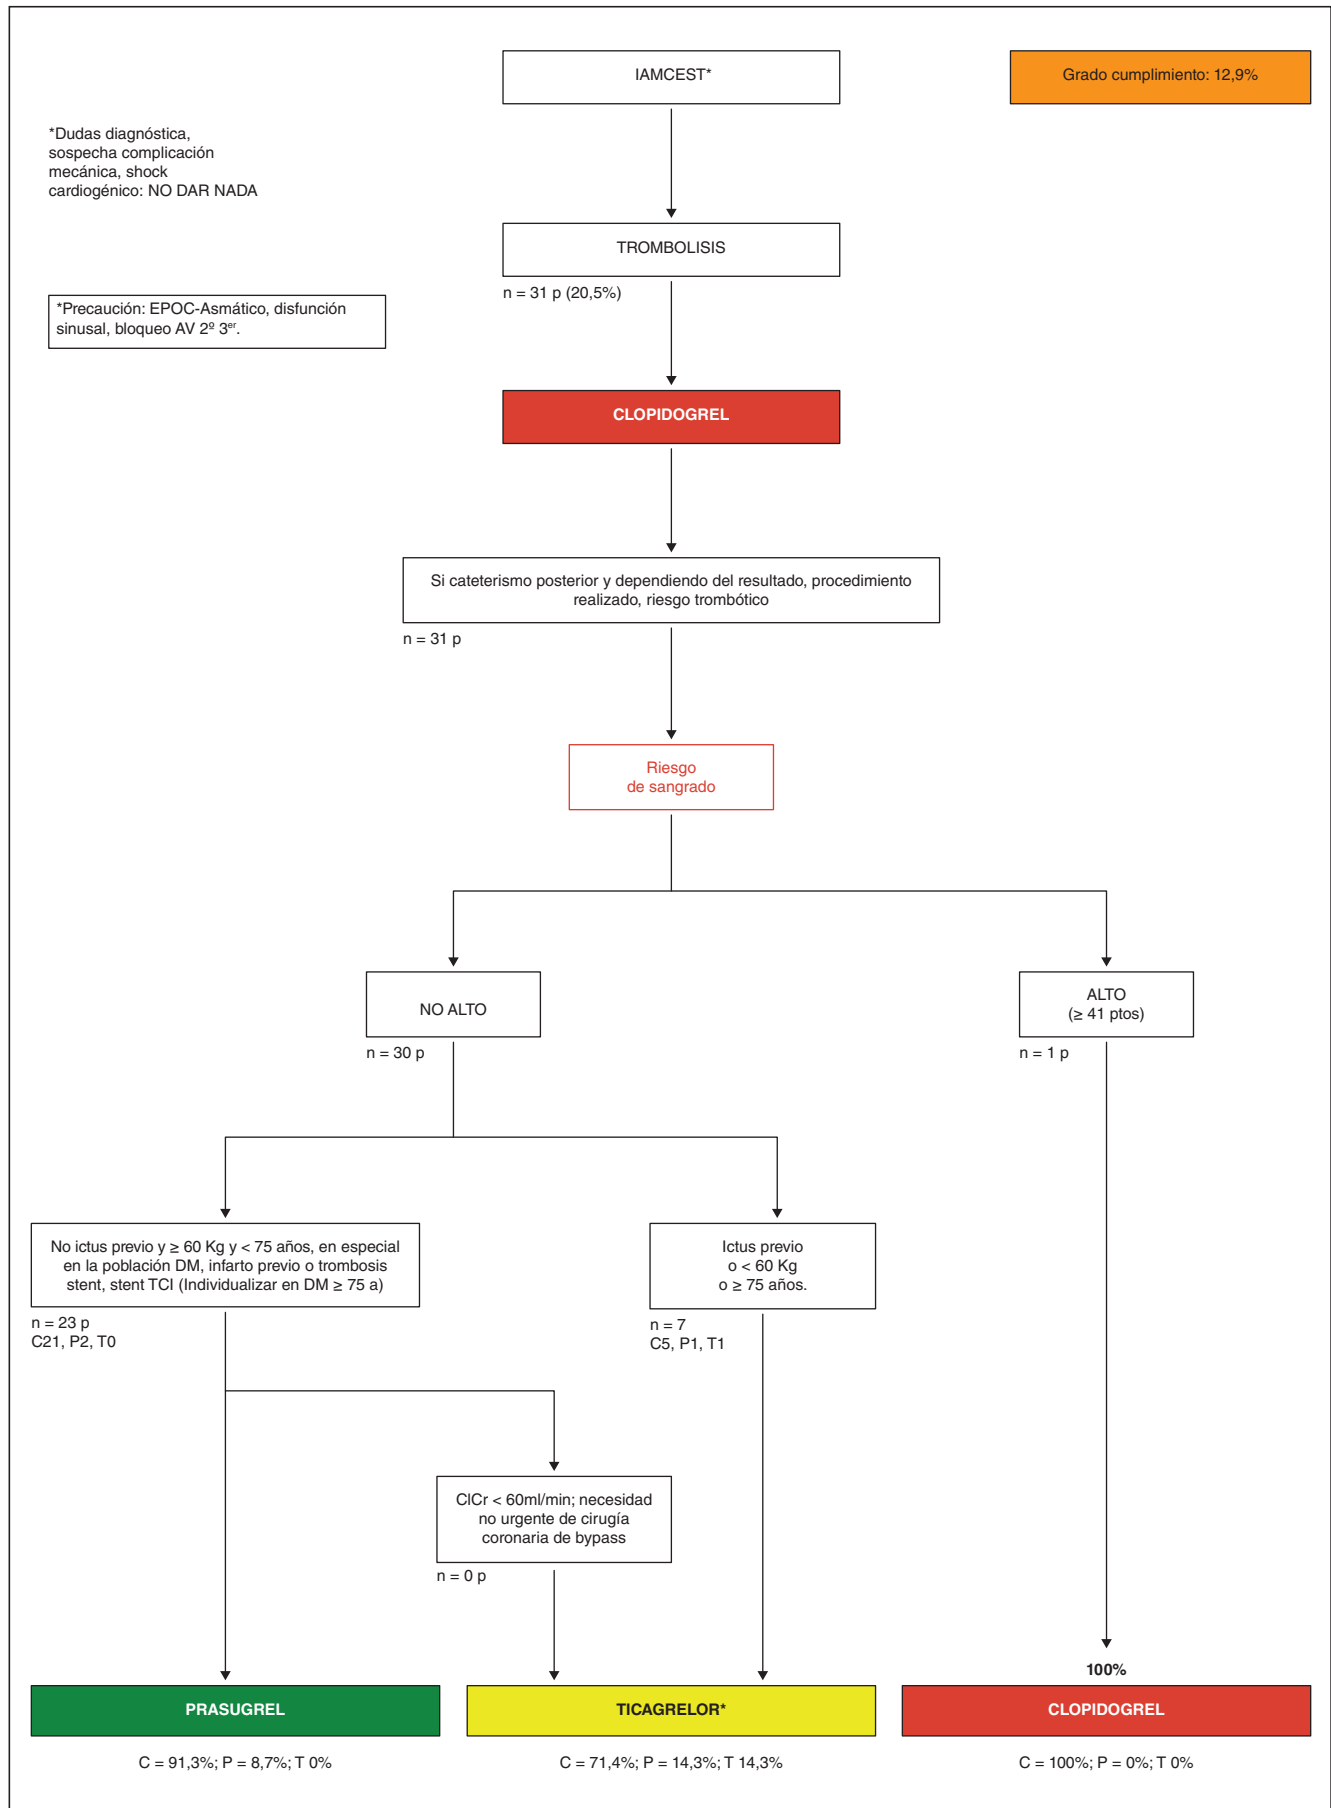 IAMCEST*
Grado cumplimiento: 12,9%
*Dudas diagnóstica,
sospecha complicación
mecánica, shock
cardiogénico: NO DAR NADA
TROMBOLISIS
n = 31 p (20,5%)
*Precaución: EPOC-Asmático, disfunción
sinusal, bloqueo AV 2º 3er.
CLOPIDOGREL
Si cateterismo posterior y dependiendo del resultado, procedimiento
realizado, riesgo trombótico
n = 31 p
Riesgo
de sangrado
NO ALTO
n = 30 p
ALTO
(≥ 41 ptos)
n = 1 p
No ictus previo y ≥ 60 Kg y < 75 años, en especial
en la población DM, infarto previo o trombosis
stent, stent TCI (Individualizar en DM ≥ 75 a)
n = 23 p
C21, P2, T0
Ictus previo
o < 60 Kg
o ≥ 75 años.
n = 7
C5, P1, T1
ClCr < 60ml/min; necesidad
no urgente de cirugía
coronaria de bypass
n = 0 p
100%
PRASUGREL
TICAGRELOR*
CLOPIDOGREL
C = 91,3%; P = 8,7%; T 0%
C = 71,4%; P = 14,3%; T 14,3%
C = 100%; P = 0%; T 0%